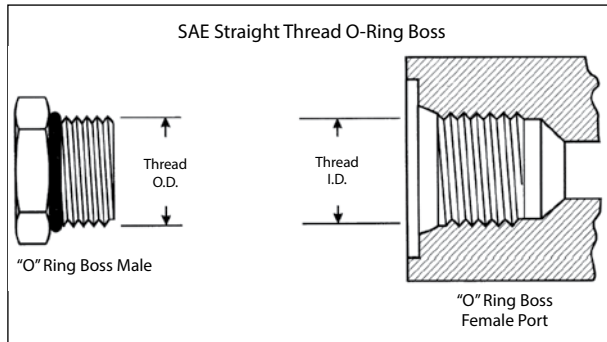 SAE Straight Thread O-Ring Boss
Thread
O.D.
Thread
I.D.
“O” Ring Boss Male
“O” Ring Boss
Female Port